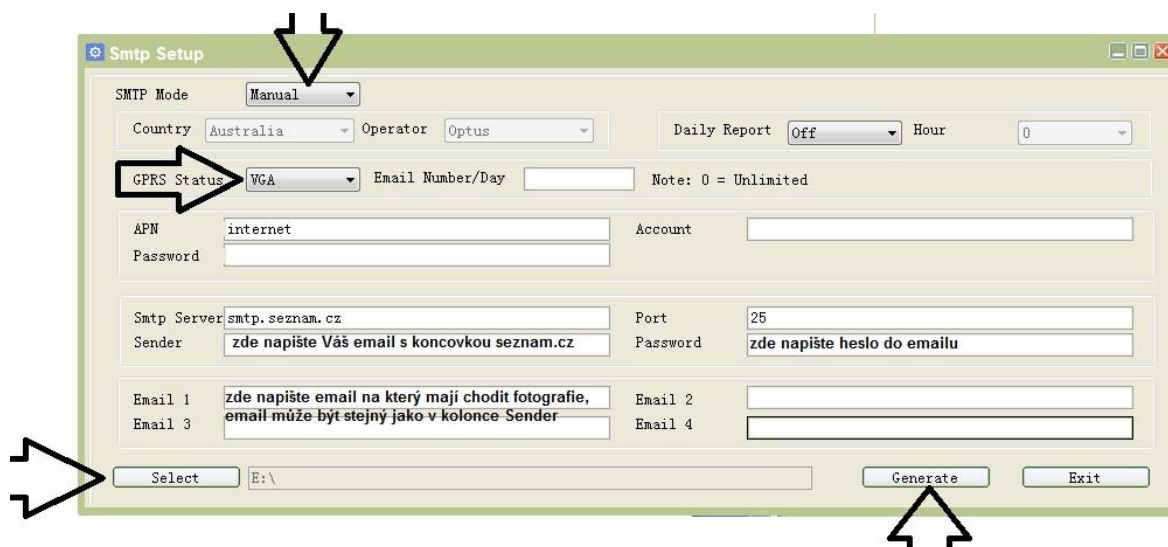 Smtp Setup
SMTP Mode Manual
Country Australia Operator Optus Daily Report Off Hour 0
GPRS Status VGA Email Number/Day Note: 0 = Unlimited
APN internet Account
Password
Smtp Server smtp.seznam.cz Port 25
Sender zde napište Váš email s koncovkou seznam.cz Password zde napište heslo do emailu
Email 1 zde napište email na který mají chodit fotografie, Email 2
Email 3 email může být stejný jako v kolonce Sender Email 4
Select E:\ Generate Exit